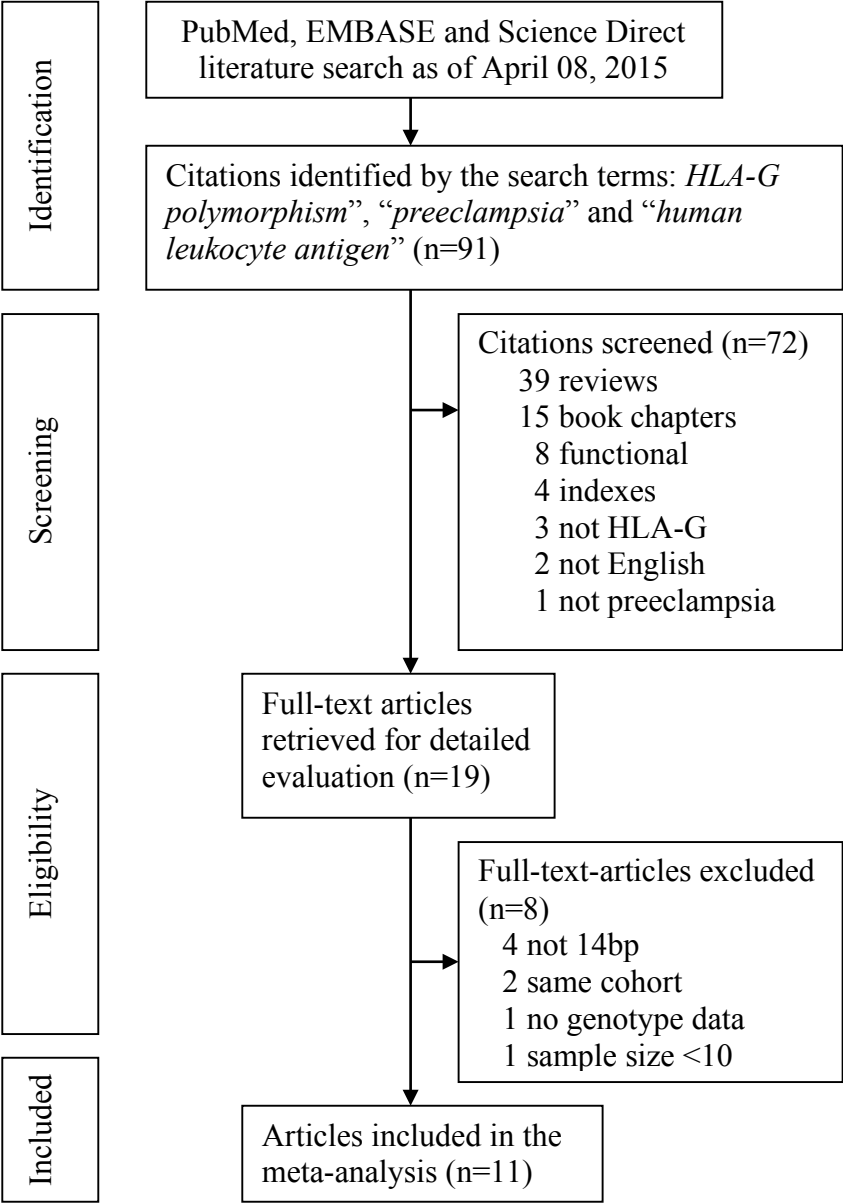 Identification
PubMed, EMBASE and Science Direct
literature search as of April 08, 2015
Citations identified by the search terms: HLA-G
polymorphism”, “preeclampsia” and “human
leukocyte antigen” (n=91)
Screening
Citations screened (n=72)
39 reviews
15 book chapters
8 functional
4 indexes
3 not HLA-G
2 not English
1 not preeclampsia
Eligibility
Full-text articles
retrieved for detailed
evaluation (n=19)
Full-text-articles excluded
(n=8)
4 not 14bp
2 same cohort
1 no genotype data
1 sample size <10
Included
Articles included in the
meta-analysis (n=11)